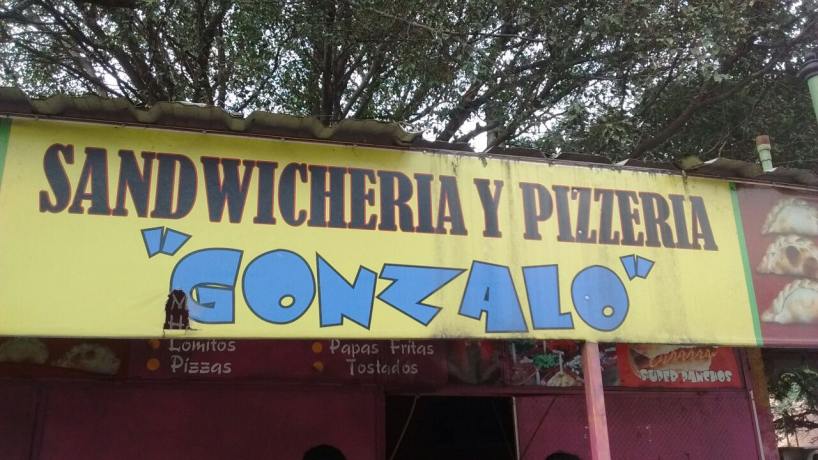 SANDWICHERIA Y PIZZERIA
"GONZALO"
Lomitos
Pizzas
Papas Fritas
Tostados
SUPER PANCHOS